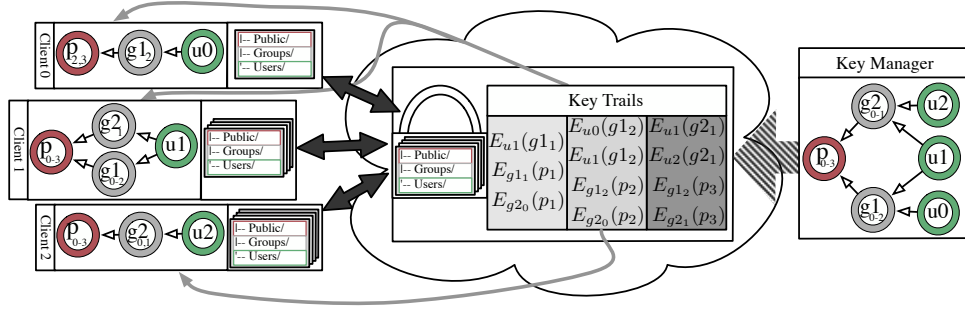 Client 0
p2,3
g12
u0
|-- Public/
|-- Groups/
'-- Users/
Client 1
p0-3
g21
g10-2
u1
|-- Public/
|-- Groups/
'-- Users/
Client 2
p0-3
g20,1
u2
|-- Public/
|-- Groups/
'-- Users/
|-- Public/
|-- Groups/
'-- Users/
Key Trails
Eu1(g11)
Eg11(p1)
Eg20(p1)
Eu0(g12)
Eu1(g12)
Eg12(p2)
Eg20(p2)
Eu1(g21)
Eu2(g21)
Eg12(p3)
Eg21(p3)
Key Manager
p0-3
g20-1
g10-2
u2
u1
u0